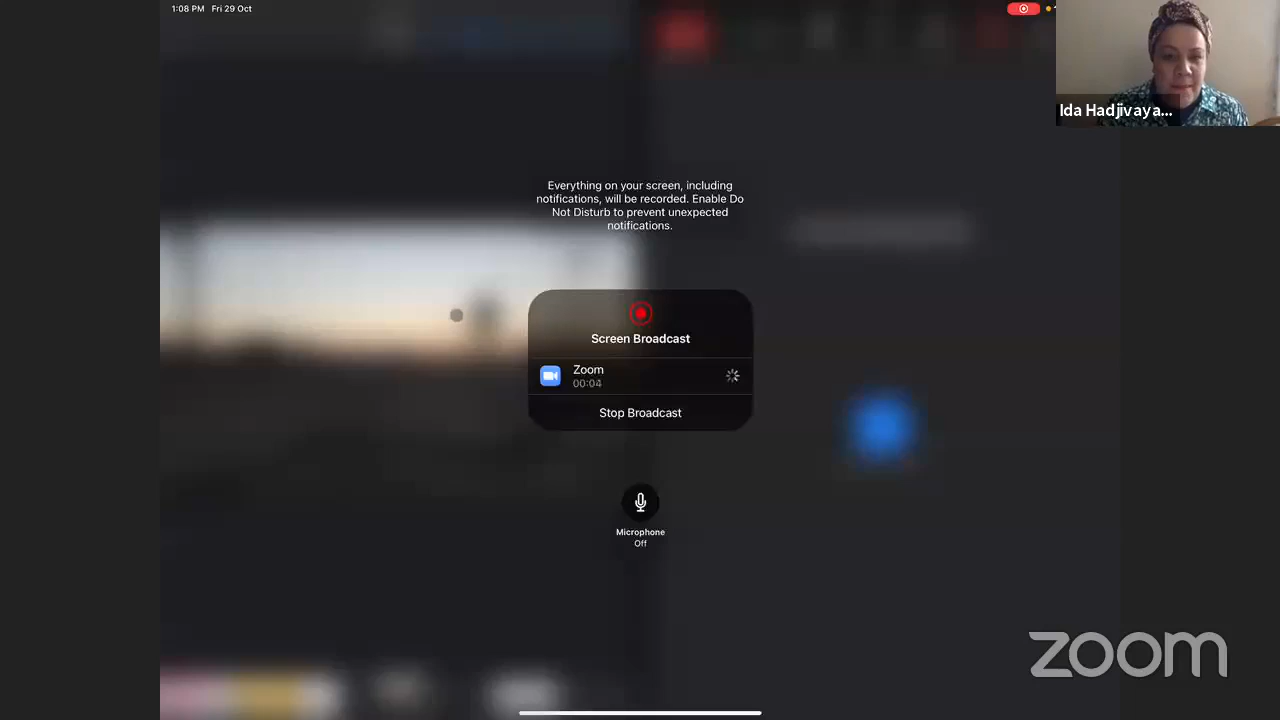 1:08 PM Fri 29 Oct
Ida Hadjivaya...
Everything on your screen, including
notifications, will be recorded. Enable Do
Not Disturb to prevent unexpected
notifications.
Screen Broadcast
Zoom
00:04
Stop Broadcast
Microphone
Off
zoom